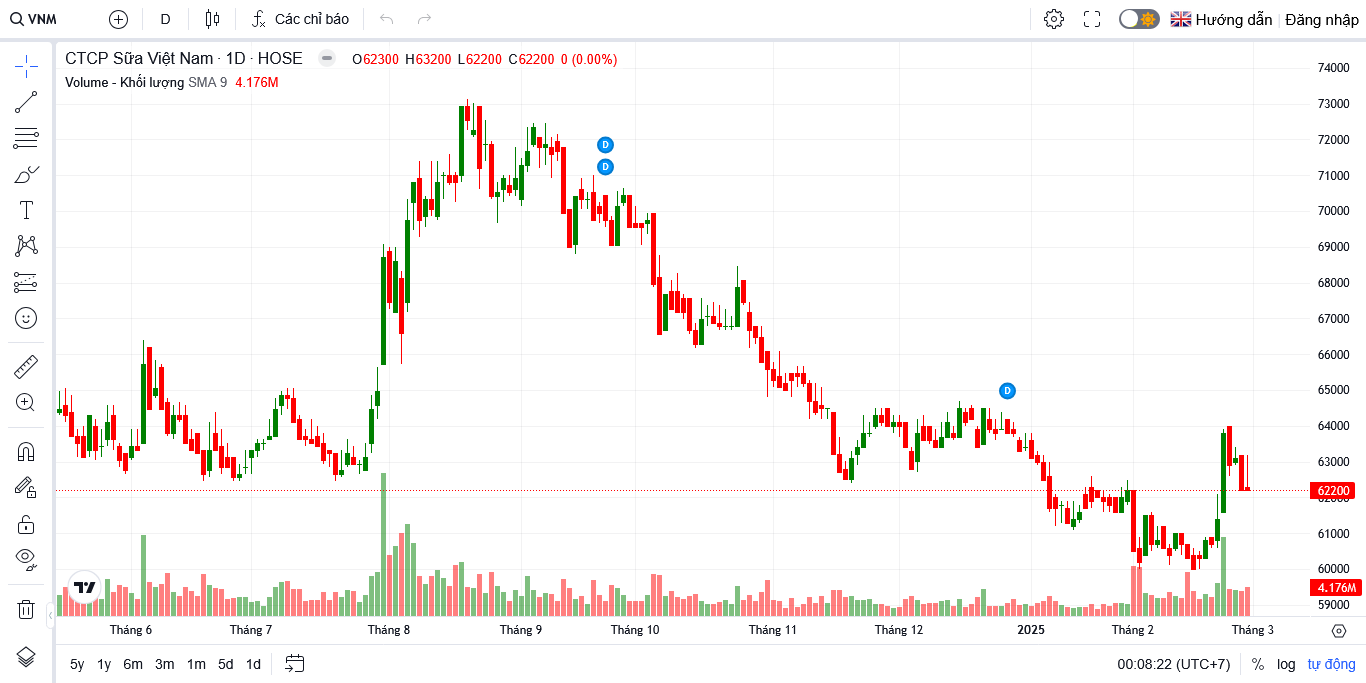 VNM D Các chỉ báo Hướng dẫn Đăng nhập
CTCP Sữa Việt Nam · 1D · HOSE O62300 H63200 L62200 C62200 0 (0.00%)
Volume - Khối lượng SMA 9 4.176M
74000
73000
72000
71000
70000
69000
68000
67000
66000
65000
64000
63000
62200
62000
61000
60000
4.176M
59000
D
D
D
Tháng 6 Tháng 7 Tháng 8 Tháng 9 Tháng 10 Tháng 11 Tháng 12 2025 Tháng 2 Tháng 3
5y 1y 6m 3m 1m 5d 1d 00:08:22 (UTC+7) % log tự động